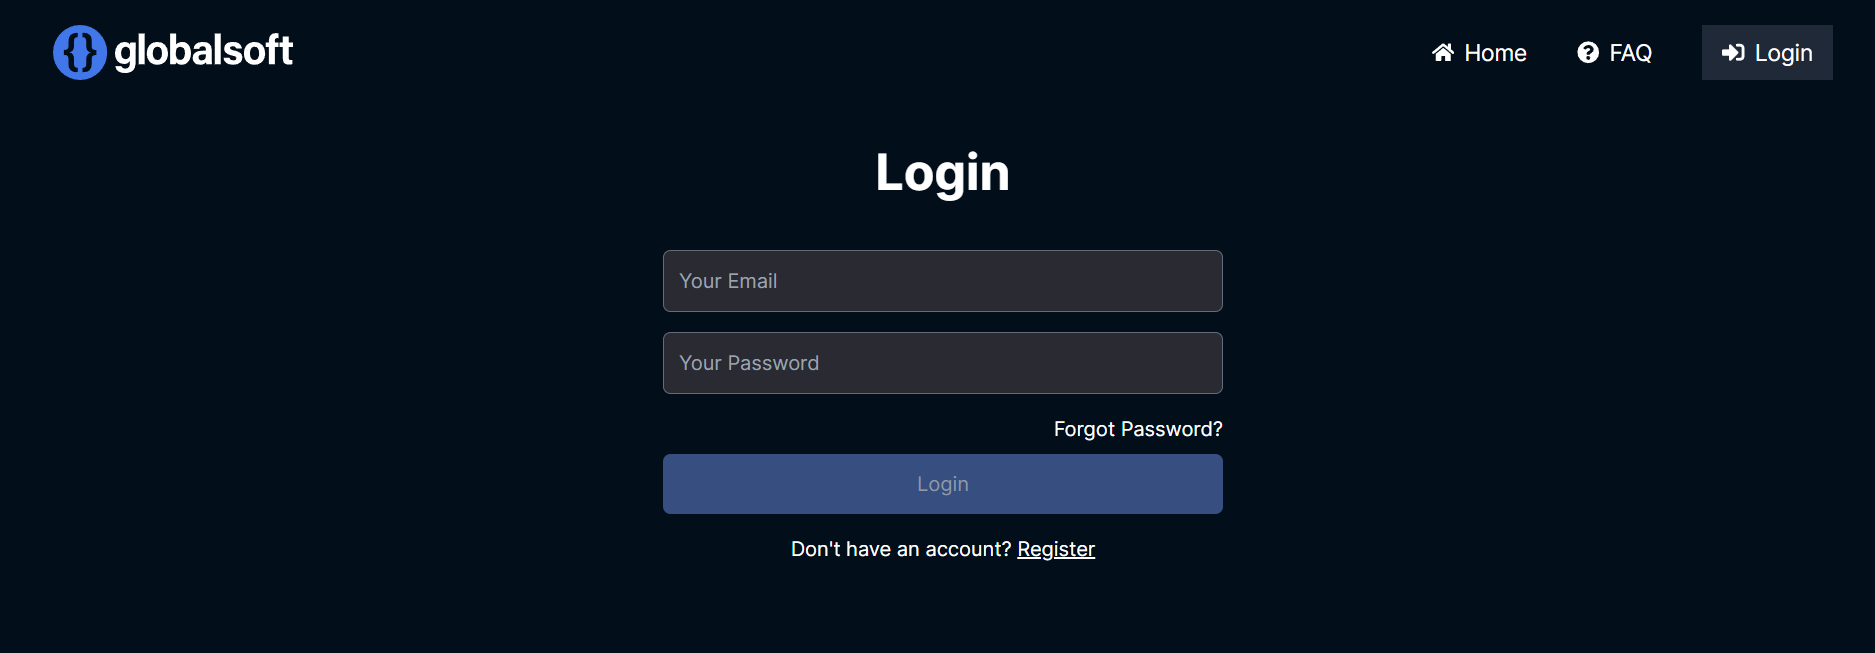 {} globalsoft
Home
FAQ
Login
Login
Your Email
Your Password
Forgot Password?
Login
Don't have an account? Register